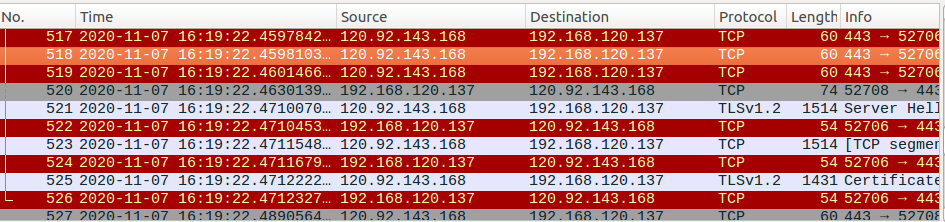 No. Time Source Destination Protocol Length Info
517 2020-11-07 16:19:22.4597842… 120.92.143.168 192.168.120.137 TCP 60 443 → 52706
518 2020-11-07 16:19:22.4598103… 120.92.143.168 192.168.120.137 TCP 60 443 → 52706
519 2020-11-07 16:19:22.4601466… 120.92.143.168 192.168.120.137 TCP 60 443 → 52706
520 2020-11-07 16:19:22.4630139… 192.168.120.137 120.92.143.168 TCP 74 52708 → 443
521 2020-11-07 16:19:22.4710070… 120.92.143.168 192.168.120.137 TLSv1.2 1514 Server Hell
522 2020-11-07 16:19:22.4710453… 192.168.120.137 120.92.143.168 TCP 54 52706 → 443
523 2020-11-07 16:19:22.4711548… 120.92.143.168 192.168.120.137 TCP 1514 [TCP segmen
524 2020-11-07 16:19:22.4711679… 192.168.120.137 120.92.143.168 TCP 54 52706 → 443
525 2020-11-07 16:19:22.4712222… 120.92.143.168 192.168.120.137 TLSv1.2 1431 Certificate
526 2020-11-07 16:19:22.4712327… 192.168.120.137 120.92.143.168 TCP 54 52706 → 443
527 2020-11-07 16:19:22.4890564… 120.92.143.168 192.168.120.137 TCP 60 443 → 52708